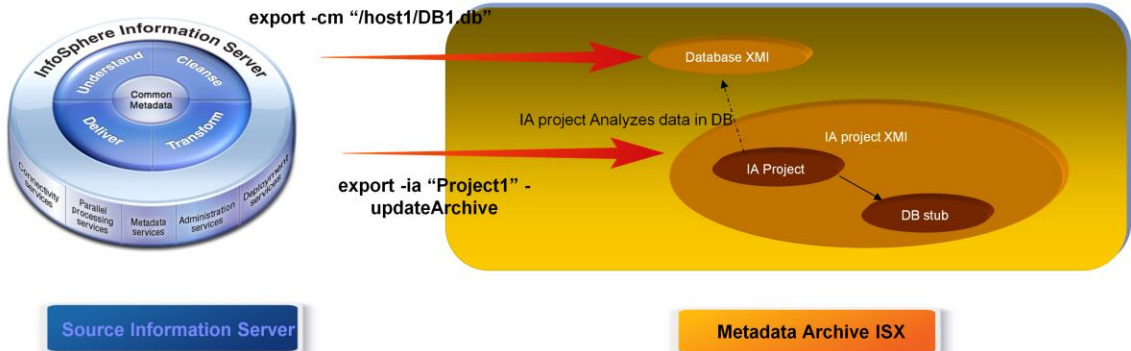 export -cm "/host1/DB1.db"
InfoSphere Information Server
Understand
Cleanse
Common
Metadata
Deliver
Transform
Connectivity
services
Parallel
processing
services
Metadata
services
Administration
services
Deployment
services
Database XMI
IA project Analyzes data in DB
IA project XMI
IA Project
DB stub
export -ia “Project1” -
updateArchive
Source Information Server
Metadata Archive ISX